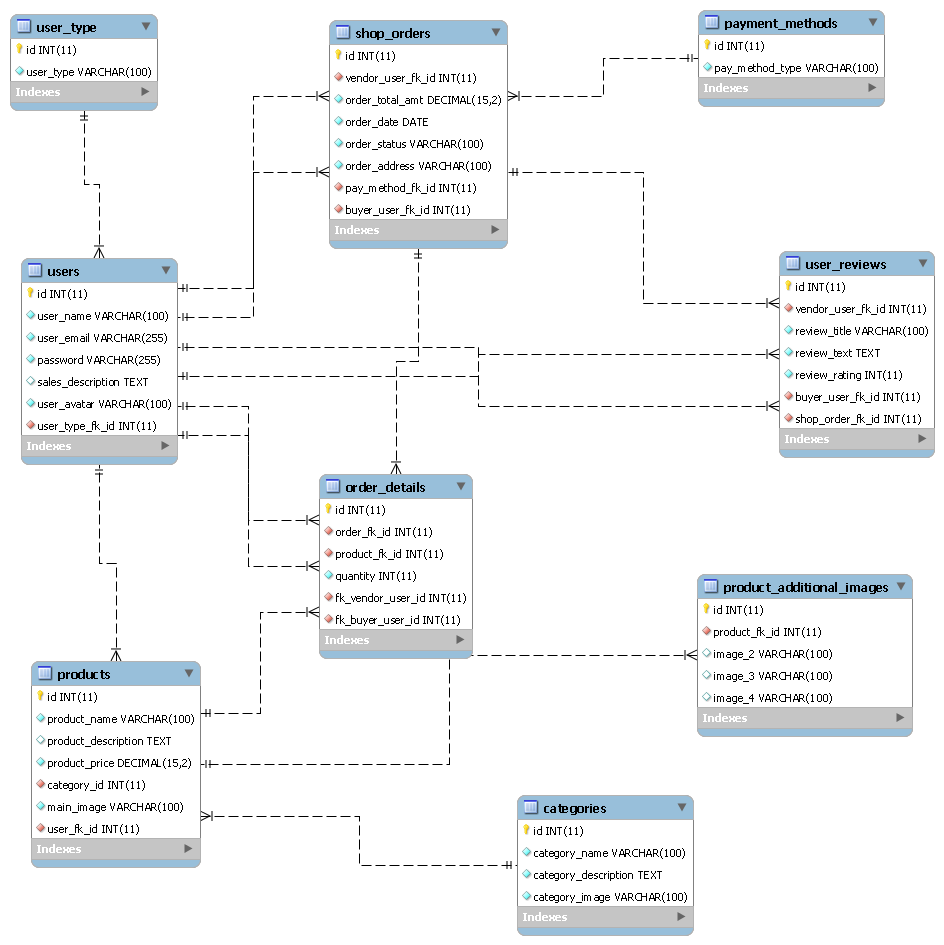 user_type
id INT(11)
user_type VARCHAR(100)
Indexes
shop_orders
id INT(11)
vendor_user_fk_id INT(11)
order_total_amt DECIMAL(15,2)
order_date DATE
order_status VARCHAR(100)
order_address VARCHAR(100)
pay_method_fk_id INT(11)
buyer_user_fk_id INT(11)
Indexes
payment_methods
id INT(11)
pay_method_type VARCHAR(100)
Indexes
users
id INT(11)
user_name VARCHAR(100)
user_email VARCHAR(255)
password VARCHAR(255)
sales_description TEXT
user_avatar VARCHAR(100)
user_type_fk_id INT(11)
Indexes
user_reviews
id INT(11)
vendor_user_fk_id INT(11)
review_title VARCHAR(100)
review_text TEXT
review_rating INT(11)
buyer_user_fk_id INT(11)
shop_order_fk_id INT(11)
Indexes
order_details
id INT(11)
order_fk_id INT(11)
product_fk_id INT(11)
quantity INT(11)
fk_vendor_user_id INT(11)
fk_buyer_user_id INT(11)
Indexes
product_additional_images
id INT(11)
product_fk_id INT(11)
image_2 VARCHAR(100)
image_3 VARCHAR(100)
image_4 VARCHAR(100)
Indexes
products
id INT(11)
product_name VARCHAR(100)
product_description TEXT
product_price DECIMAL(15,2)
category_id INT(11)
main_image VARCHAR(100)
user_fk_id INT(11)
Indexes
categories
id INT(11)
category_name VARCHAR(100)
category_description TEXT
category_image VARCHAR(100)
Indexes